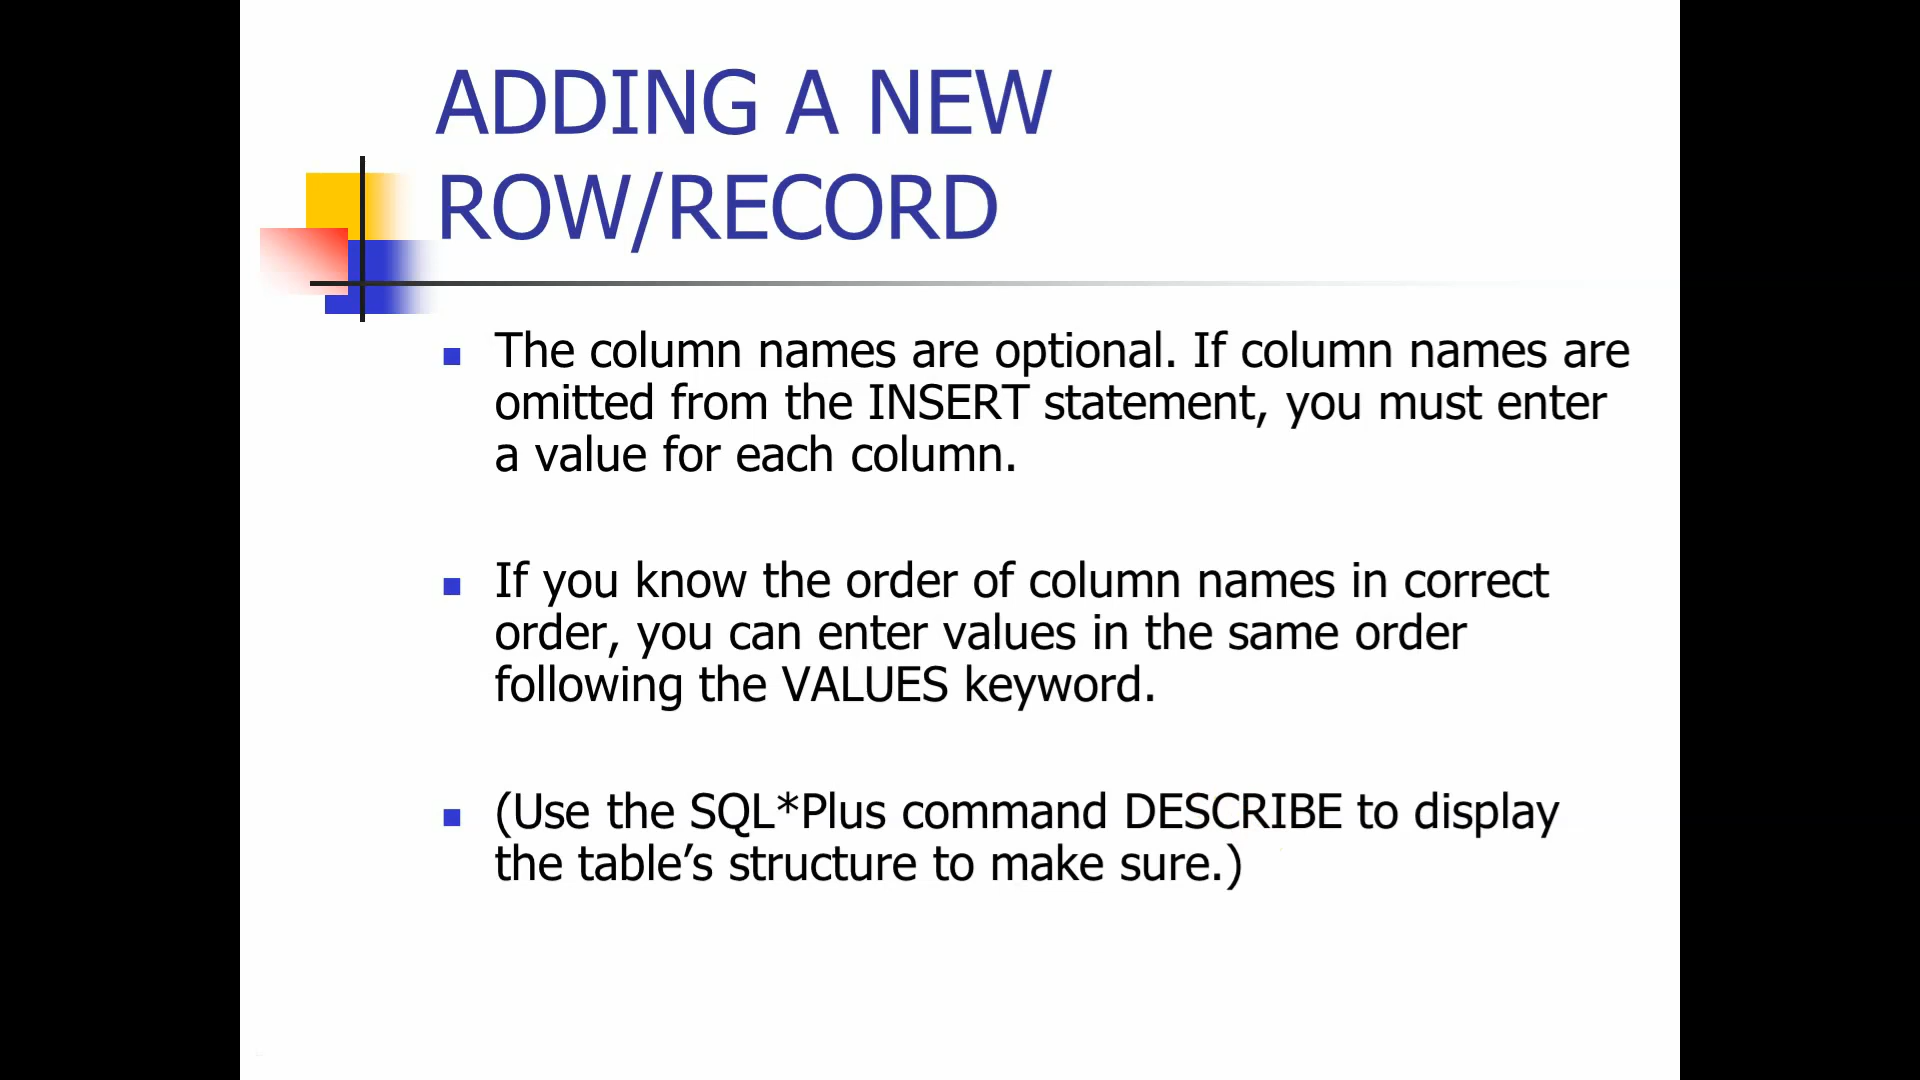 ADDING A NEW
ROW/RECORD
The column names are optional. If column names are
omitted from the INSERT statement, you must enter
a value for each column.
If you know the order of column names in correct
order, you can enter values in the same order
following the VALUES keyword.
(Use the SQL*Plus command DESCRIBE to display
the table’s structure to make sure.)